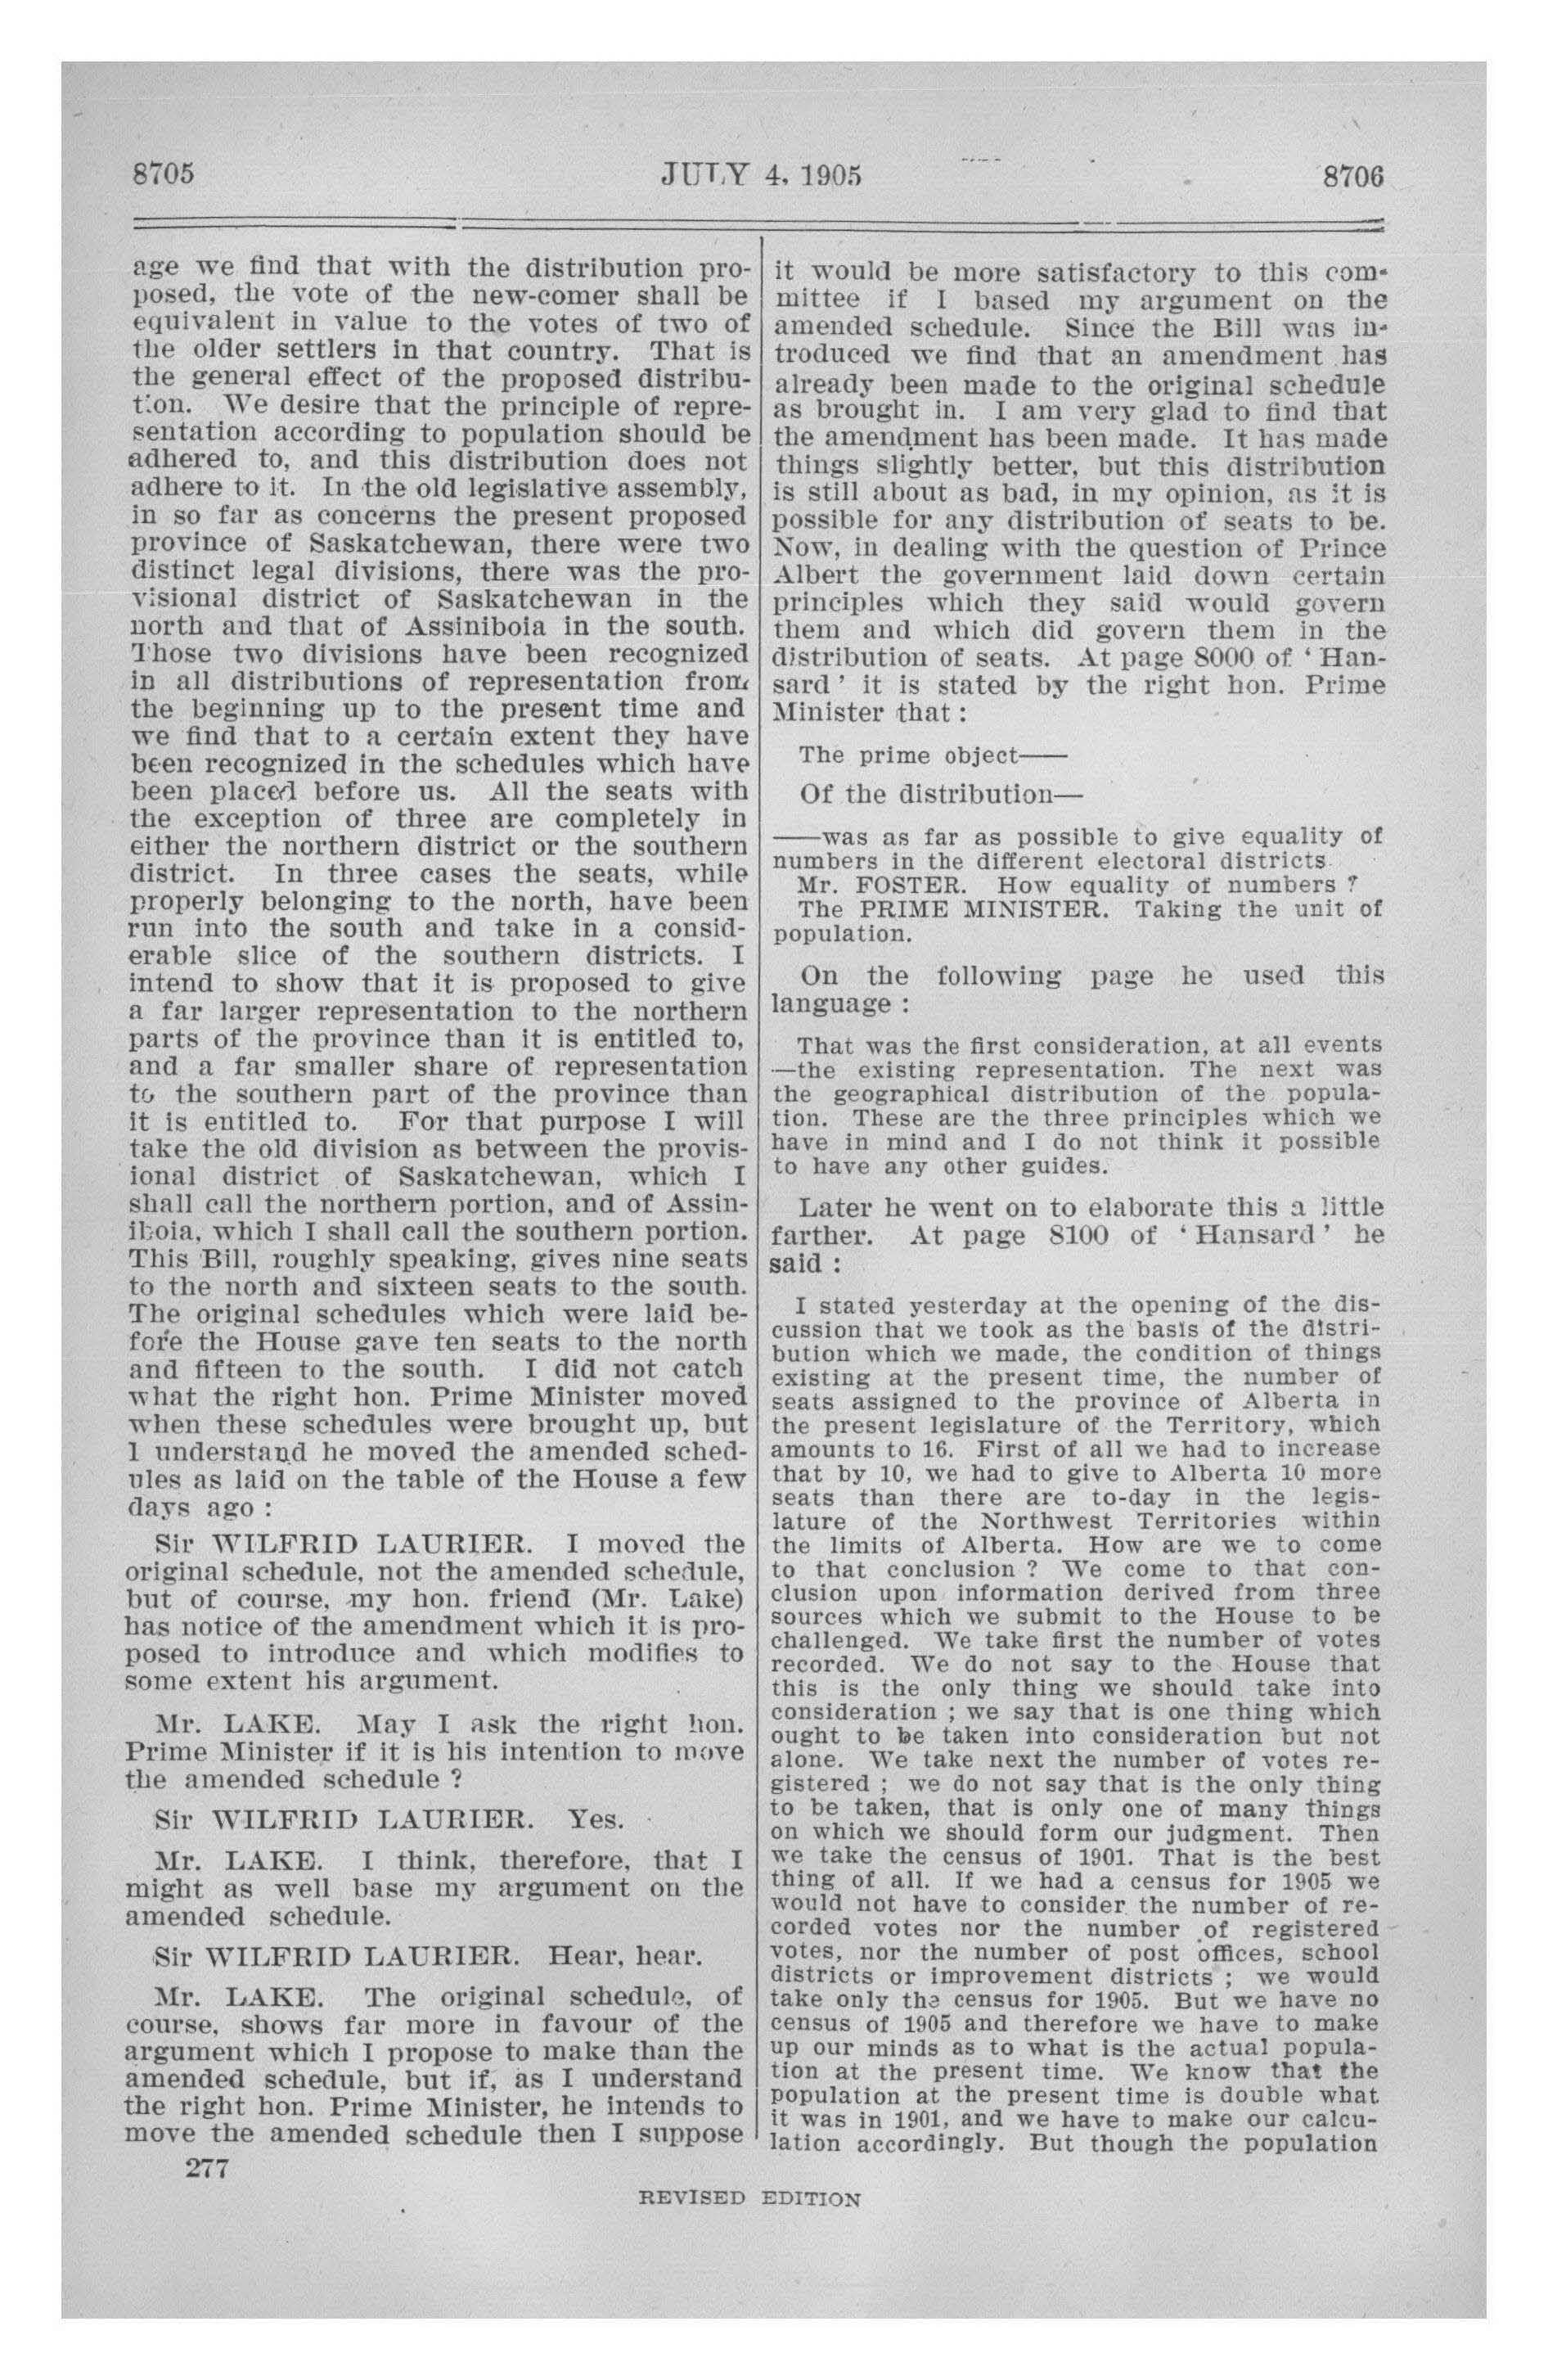 8705 JULY 4, 1905 8706
age we find that with the distribution pro-
posed, the vote of the new-comer shall be
equivalent in value to the votes of two of
the older settlers in that country. That is
the general effect of the proposed distribu-
tion. We desire that the principle of repre-
sentation according to population should be
adhered to, and this distribution does not
adhere to it. In the old legislative assembly,
in so far as concerns the present proposed
province of Saskatchewan, there were two
distinct legal divisions, there was the pro-
visional district of Saskatchewan in the
north and that of Assiniboia in the south.
Those two divisions have been recognized
in all distributions of representation from
the beginning up to the present time and
we find that to a certain extent they have
been recognized in the schedules which have
been placed before us. All the seats with
the exception of three are completely in
either the northern district or the southern
district. In three cases the seats, while
properly belonging to the north, have been
run into the south and take in a consid-
erable slice of the southern districts. I
intend to show that it is proposed to give
a far larger representation to the northern
parts of the province than it is entitled to,
and a far smaller share of representation
to the southern part of the province than
it is entitled to. For that purpose I will
take the old division as between the provis-
ional district of Saskatchewan, which I
shall call the northern portion, and of Assin-
iboia, which I shall call the southern portion.
This Bill, roughly speaking, gives nine seats
to the north and sixteen seats to the south.
The original schedules which were laid be-
fore the House gave ten seats to the north
and fifteen to the south. I did not catch
what the right hon. Prime Minister moved
when these schedules were brought up, but
I understand he moved the amended sched-
ules as laid on the table of the House a few
days ago :
Sir WILFRID LAURIER. I moved the
original schedule, not the amended schedule,
but of course, my hon. friend (Mr. Lake)
has notice of the amendment which it is pro-
posed to introduce and which modifies to
some extent his argument.
Mr. LAKE. May I ask the right hon.
Prime Minister if it is his intention to move
the amended schedule ?
Sir WILFRID LAURIER. Yes.
Mr. LAKE. I think, therefore, that I
might as well base my argument on the
amended schedule.
Sir WILFRID LAURIER. Hear, hear.
Mr. LAKE. The original schedule, of
course, shows far more in favour of the
argument which I propose to make than the
amended schedule, but if, as I understand
the right hon. Prime Minister, he intends to
move the amended schedule then I suppose
277
it would be more satisfactory to this com-
mittee if I based my argument on the
amended schedule. Since the Bill was in-
troduced we find that an amendment has
already been made to the original schedule
as brought in. I am very glad to find that
the amendment has been made. It has made
things slightly better, but this distribution
is still about as bad, in my opinion, as it is
possible for any distribution of seats to be.
Now, in dealing with the question of Prince
Albert the government laid down certain
principles which they said would govern
them and which did govern them in the
distribution of seats. At page 8000 of ' Han-
sard ' it is stated by the right hon. Prime
Minister that :
The prime object——
Of the distribution—
——was as far as possible to give equality of
numbers in the different electoral districts.
Mr. FOSTER. How equality of numbers ?
The PRIME MINISTER. Taking the unit of
population.
On the following page he used this
language :
That was the first consideration, at all events
—the existing representation. The next was
the geographical distribution of the popula-
tion. These are the three principles which we
have in mind and I do not think it possible
to have any other guides.
Later he went on to elaborate this a little
farther. At page 8100 of ' Hansard ' he
said :
I stated yesterday at the opening of the dis-
cussion that we took as the basis of the distri-
bution which we made, the condition of things
existing at the present time, the number of
seats assigned to the province of Alberta in
the present legislature of the Territory, which
amounts to 16. First of all we had to increase
that by 10, we had to give to Alberta 10 more
seats than there are to-day in the legis-
lature of the Northwest Territories within
the limits of Alberta. How are we to come
to that conclusion ? We come to that con-
clusion upon information derived from three
sources which we submit to the House to be
challenged. We take first the number of votes
recorded. We do not say to the House that
this is the only thing we should take into
consideration ; we say that is one thing which
ought to be taken into consideration but not
alone. We take next the number of votes re-
gistered ; we do not say that is the only thing
to be taken, that is only one of many things
on which we should form our judgment. Then
we take the census of 1901. That is the best
thing of all. If we had a census for 1905 we
would not have to consider the number of re-
corded votes nor the number of registered
votes, nor the number of post offices, school
districts or improvement districts ; we would
take only the census for 1905. But we have no
census of 1905 and therefore we have to make
up our minds as to what is the actual popula-
tion at the present time. We know that the
population at the present time is double what
it was in 1901, and we have to make our calcu-
lation accordingly. But though the population
REVISED EDITION